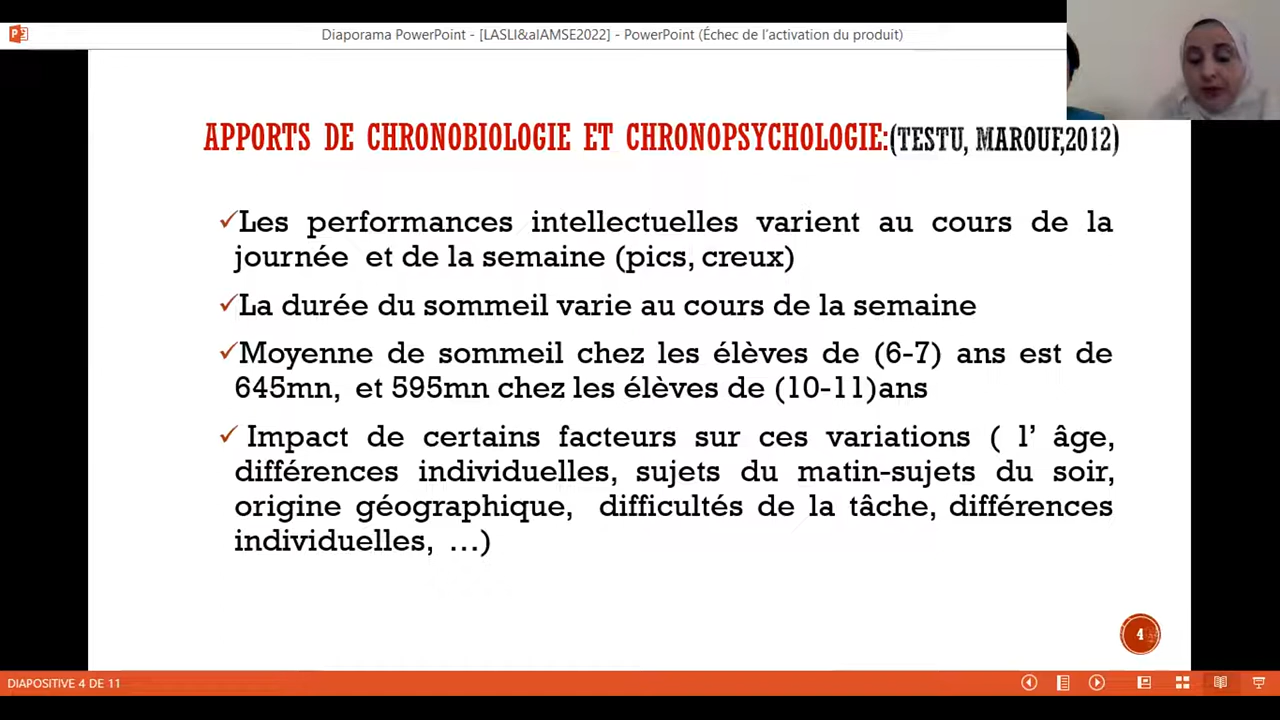 Diaporama PowerPoint - [LASLI&alAMSE2022] - PowerPoint (Échec de l'activation du produit)
APPORTS DE CHRONOBIOLOGIE ET CHRONOPSYCHOLOGIE:(TESTU, MAROUF,2012)
✓Les performances intellectuelles varient au cours de la
journée et de la semaine (pics, creux)
✓La durée du sommeil varie au cours de la semaine
✓Moyenne de sommeil chez les élèves de (6-7) ans est de
645mn, et 595mn chez les élèves de (10-11)ans
✓ Impact de certains facteurs sur ces variations ( l' âge,
différences individuelles, sujets du matin-sujets du soir,
origine géographique, difficultés de la tâche, différences
individuelles, …)
4
DIAPOSITIVE 4 DE 11